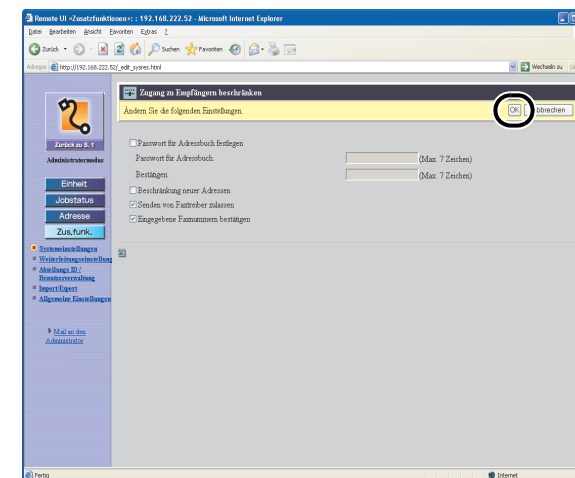 Remote UI <Zusatzfunktionen>: : 192.168.222.52 - Microsoft Internet Explorer
Datei Bearbeiten Ansicht Favoriten Extras ?
Zurück Suchen Favoriten
Adresse http://192.168.222.52/_edit_sysres.html Wechseln zu
Zugang zu Empfängern beschränken
Ändern Sie die folgenden Einstellungen. OK Abbrechen
Zurück zu S. 1
Administratormodus
Einheit
Jobstatus
Adresse
Zus.funk.
Systemeinstellungen
Weiterleitungseinstellung
Abteilungs ID /
Benutzerverwaltung
Import/Export
Allgemeine Einstellungen
Mail an den
Administrator
Passwort für Adressbuch festlegen
Passwort für Adressbuch: (Max. 7 Zeichen)
Bestätigen: (Max. 7 Zeichen)
Beschränkung neuer Adressen
Senden von Faxtreiber zulassen
Eingegebene Faxnummern bestätigen
Fertig Internet